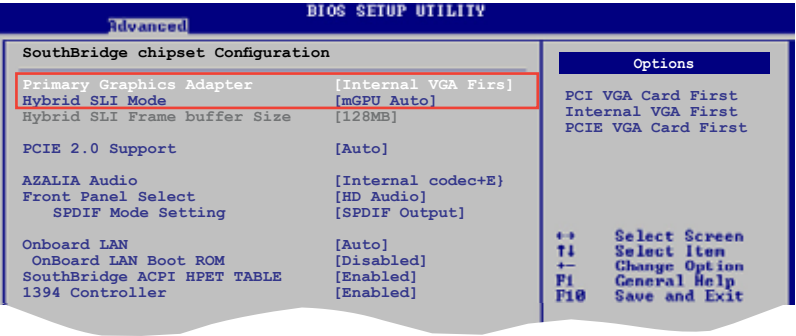 BIOS SETUP UTILITY
Advanced
SouthBridge chipset Configuration
Primary Graphics Adapter [Internal VGA Firs]
Hybrid SLI Mode [mGPU Auto]
Hybrid SLI Frame buffer Size [128MB]
PCIE 2.0 Support [Auto]
AZALIA Audio [Internal codec+E}
Front Panel Select [HD Audio]
SPDIF Mode Setting [SPDIF Output]
Onboard LAN [Auto]
OnBoard LAN Boot ROM [Disabled]
SouthBridge ACPI HPET TABLE [Enabled]
1394 Controller [Enabled]
Options
PCI VGA Card First
Internal VGA First
PCIE VGA Card First
↔ Select Screen
↑↓ Select Item
+- Change Option
F1 General Help
F10 Save and Exit